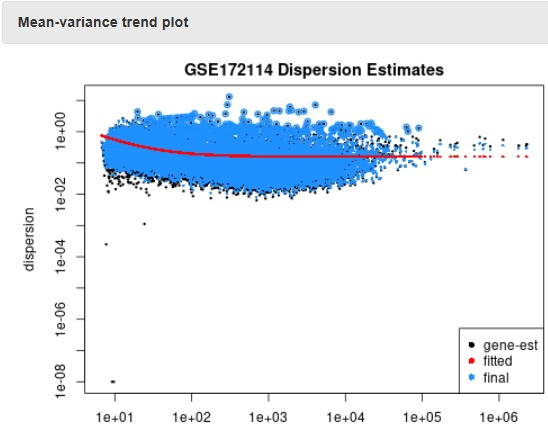 Mean-variance trend plot
GSE172114 Dispersion Estimates
dispersion
1e+00
1e-02
1e-04
1e-06
1e-08
gene-est
fitted
final
1e+01 1e+02 1e+03 1e+04 1e+05 1e+06